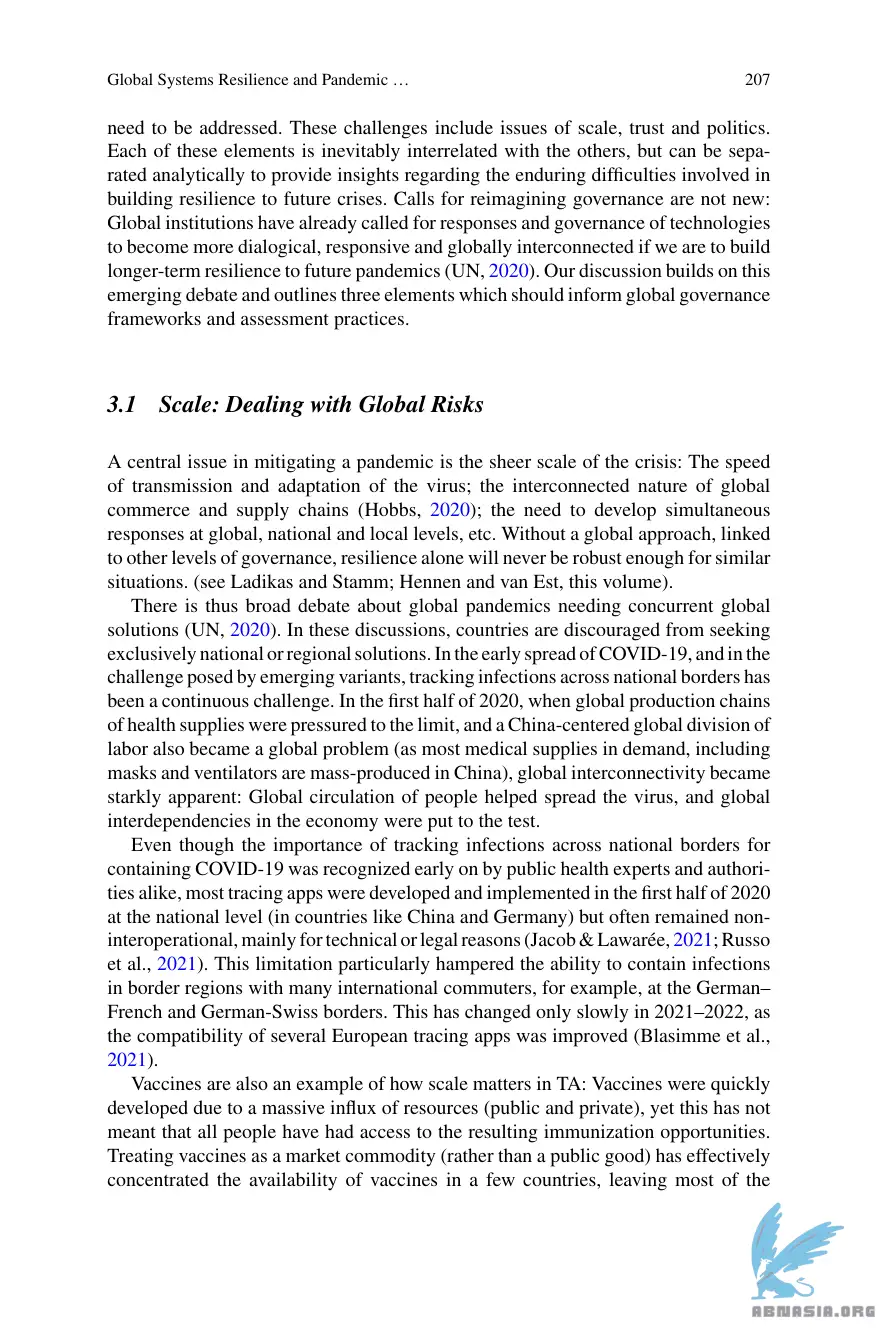 Global Systems Resilience and Pandemic … 207
need to be addressed. These challenges include issues of scale, trust and politics.
Each of these elements is inevitably interrelated with the others, but can be sepa-
rated analytically to provide insights regarding the enduring difficulties involved in
building resilience to future crises. Calls for reimagining governance are not new:
Global institutions have already called for responses and governance of technologies
to become more dialogical, responsive and globally interconnected if we are to build
longer-term resilience to future pandemics (UN, 2020). Our discussion builds on this
emerging debate and outlines three elements which should inform global governance
frameworks and assessment practices.
3.1 Scale: Dealing with Global Risks
A central issue in mitigating a pandemic is the sheer scale of the crisis: The speed
of transmission and adaptation of the virus; the interconnected nature of global
commerce and supply chains (Hobbs, 2020); the need to develop simultaneous
responses at global, national and local levels, etc. Without a global approach, linked
to other levels of governance, resilience alone will never be robust enough for similar
situations. (see Ladikas and Stamm; Hennen and van Est, this volume).
There is thus broad debate about global pandemics needing concurrent global
solutions (UN, 2020). In these discussions, countries are discouraged from seeking
exclusively national or regional solutions. In the early spread of COVID-19, and in the
challenge posed by emerging variants, tracking infections across national borders has
been a continuous challenge. In the first half of 2020, when global production chains
of health supplies were pressured to the limit, and a China-centered global division of
labor also became a global problem (as most medical supplies in demand, including
masks and ventilators are mass-produced in China), global interconnectivity became
starkly apparent: Global circulation of people helped spread the virus, and global
interdependencies in the economy were put to the test.
Even though the importance of tracking infections across national borders for
containing COVID-19 was recognized early on by public health experts and authori-
ties alike, most tracing apps were developed and implemented in the first half of 2020
at the national level (in countries like China and Germany) but often remained non-
interoperational, mainly for technical or legal reasons (Jacob & Lawarée, 2021; Russo
et al., 2021). This limitation particularly hampered the ability to contain infections
in border regions with many international commuters, for example, at the German–
French and German-Swiss borders. This has changed only slowly in 2021–2022, as
the compatibility of several European tracing apps was improved (Blasimme et al.,
2021).
Vaccines are also an example of how scale matters in TA: Vaccines were quickly
developed due to a massive influx of resources (public and private), yet this has not
meant that all people have had access to the resulting immunization opportunities.
Treating vaccines as a market commodity (rather than a public good) has effectively
concentrated the availability of vaccines in a few countries, leaving most of the
ABNASIA.ORG